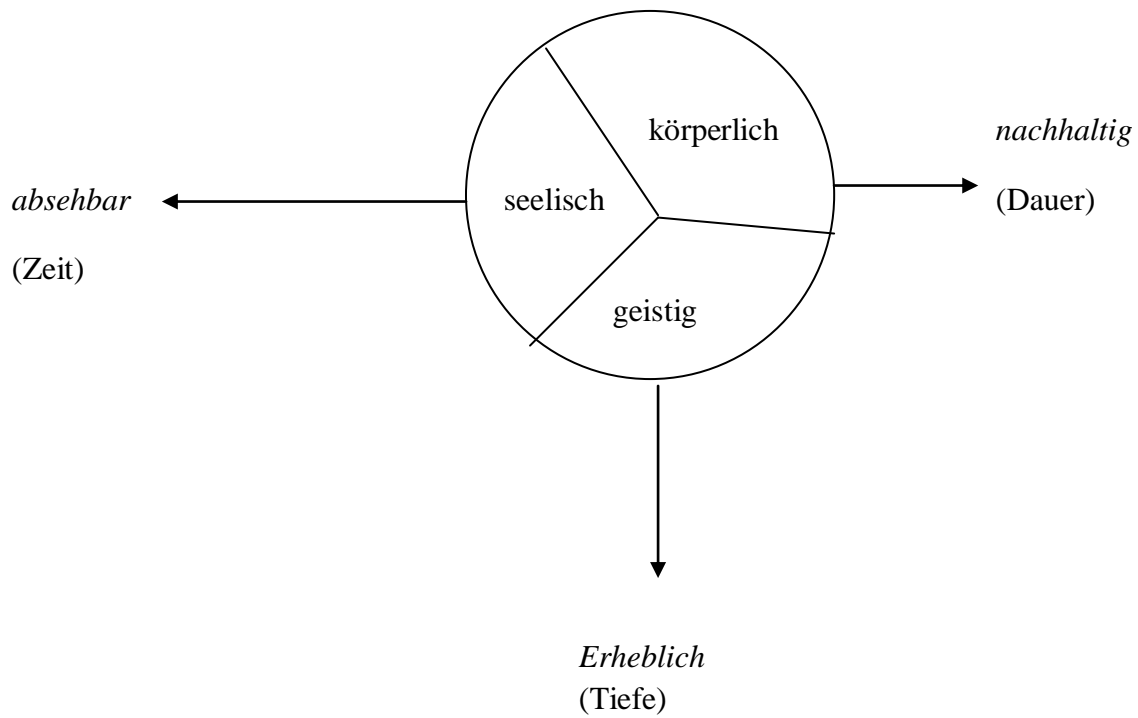 körperlich
nachhaltig
absehbar
seelisch
(Dauer)
(Zeit)
geistig
Erheblich
(Tiefe)